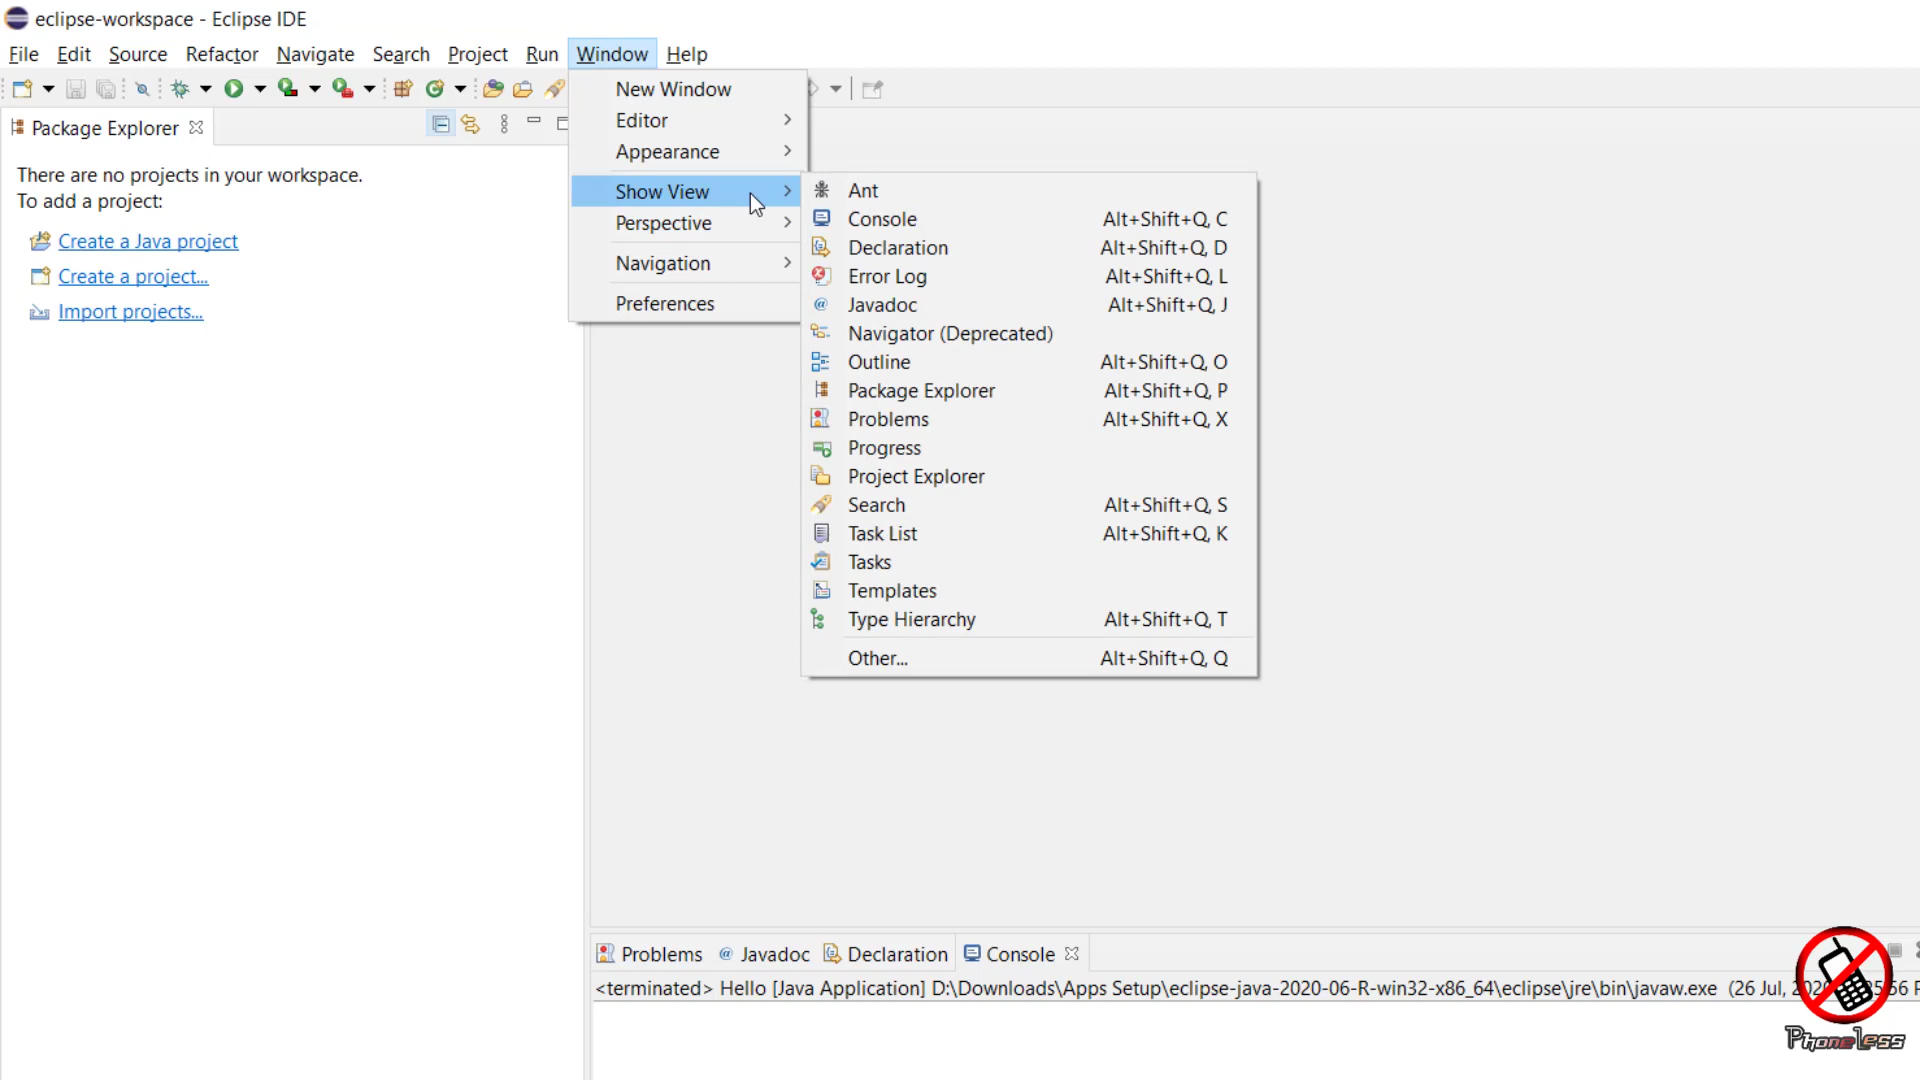 eclipse-workspace - Eclipse IDE
File Edit Source Refactor Navigate Search Project Run Window Help
Package Explorer
There are no projects in your workspace.
To add a project:
Create a Java project
Create a project...
Import projects...
New Window
Editor
Appearance
Show View
Perspective
Navigation
Preferences
Ant
Console Alt+Shift+Q, C
Declaration Alt+Shift+Q, D
Error Log Alt+Shift+Q, L
Javadoc Alt+Shift+Q, J
Navigator (Deprecated)
Outline Alt+Shift+Q, O
Package Explorer Alt+Shift+Q, P
Problems Alt+Shift+Q, X
Progress
Project Explorer
Search Alt+Shift+Q, S
Task List Alt+Shift+Q, K
Tasks
Templates
Type Hierarchy Alt+Shift+Q, T
Other... Alt+Shift+Q, Q
Problems Javadoc Declaration Console
<terminated> Hello [Java Application] D:\Downloads\Apps Setup\eclipse-java-2020-06-R-win32-x86_64\eclipse\jre\bin\javaw.exe (26 Jul,
Phoneless